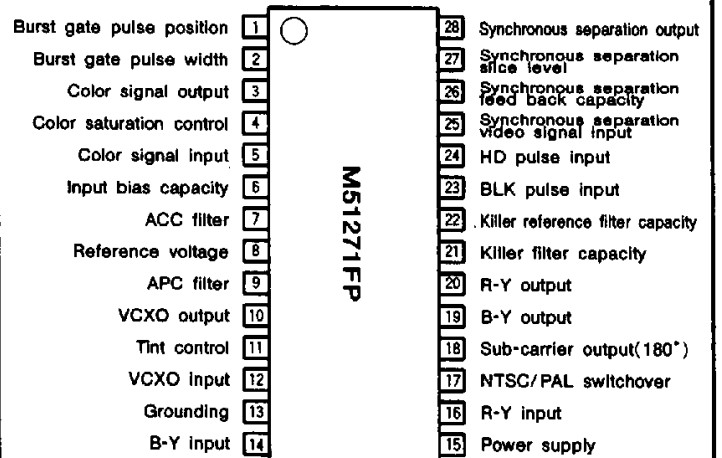 Burst gate pulse position 1
Burst gate pulse width 2
Color signal output 3
Color saturation control 4
Color signal input 5
Input bias capacity 6
ACC filter 7
Reference voltage 8
APC filter 9
VCXO output 10
Tint control 11
VCXO input 12
Grounding 13
B-Y input 14
M51271FP
28 Synchronous separation output
27 Synchronous separation
slice level
26 Synchronous separation
feed back capacity
25 Synchronous separation
video signal input
24 HD pulse input
23 BLK pulse input
22 Killer reference filter capacity
21 Killer filter capacity
20 R-Y output
19 B-Y output
18 Sub-carrier output(180°)
17 NTSC/PAL switchover
16 R-Y input
15 Power supply